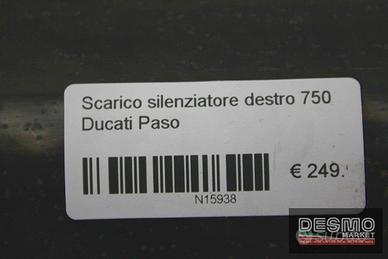 Scarico silenziatore destro 750
Ducati Paso
€ 249.
N15938
DESMO
MARKET